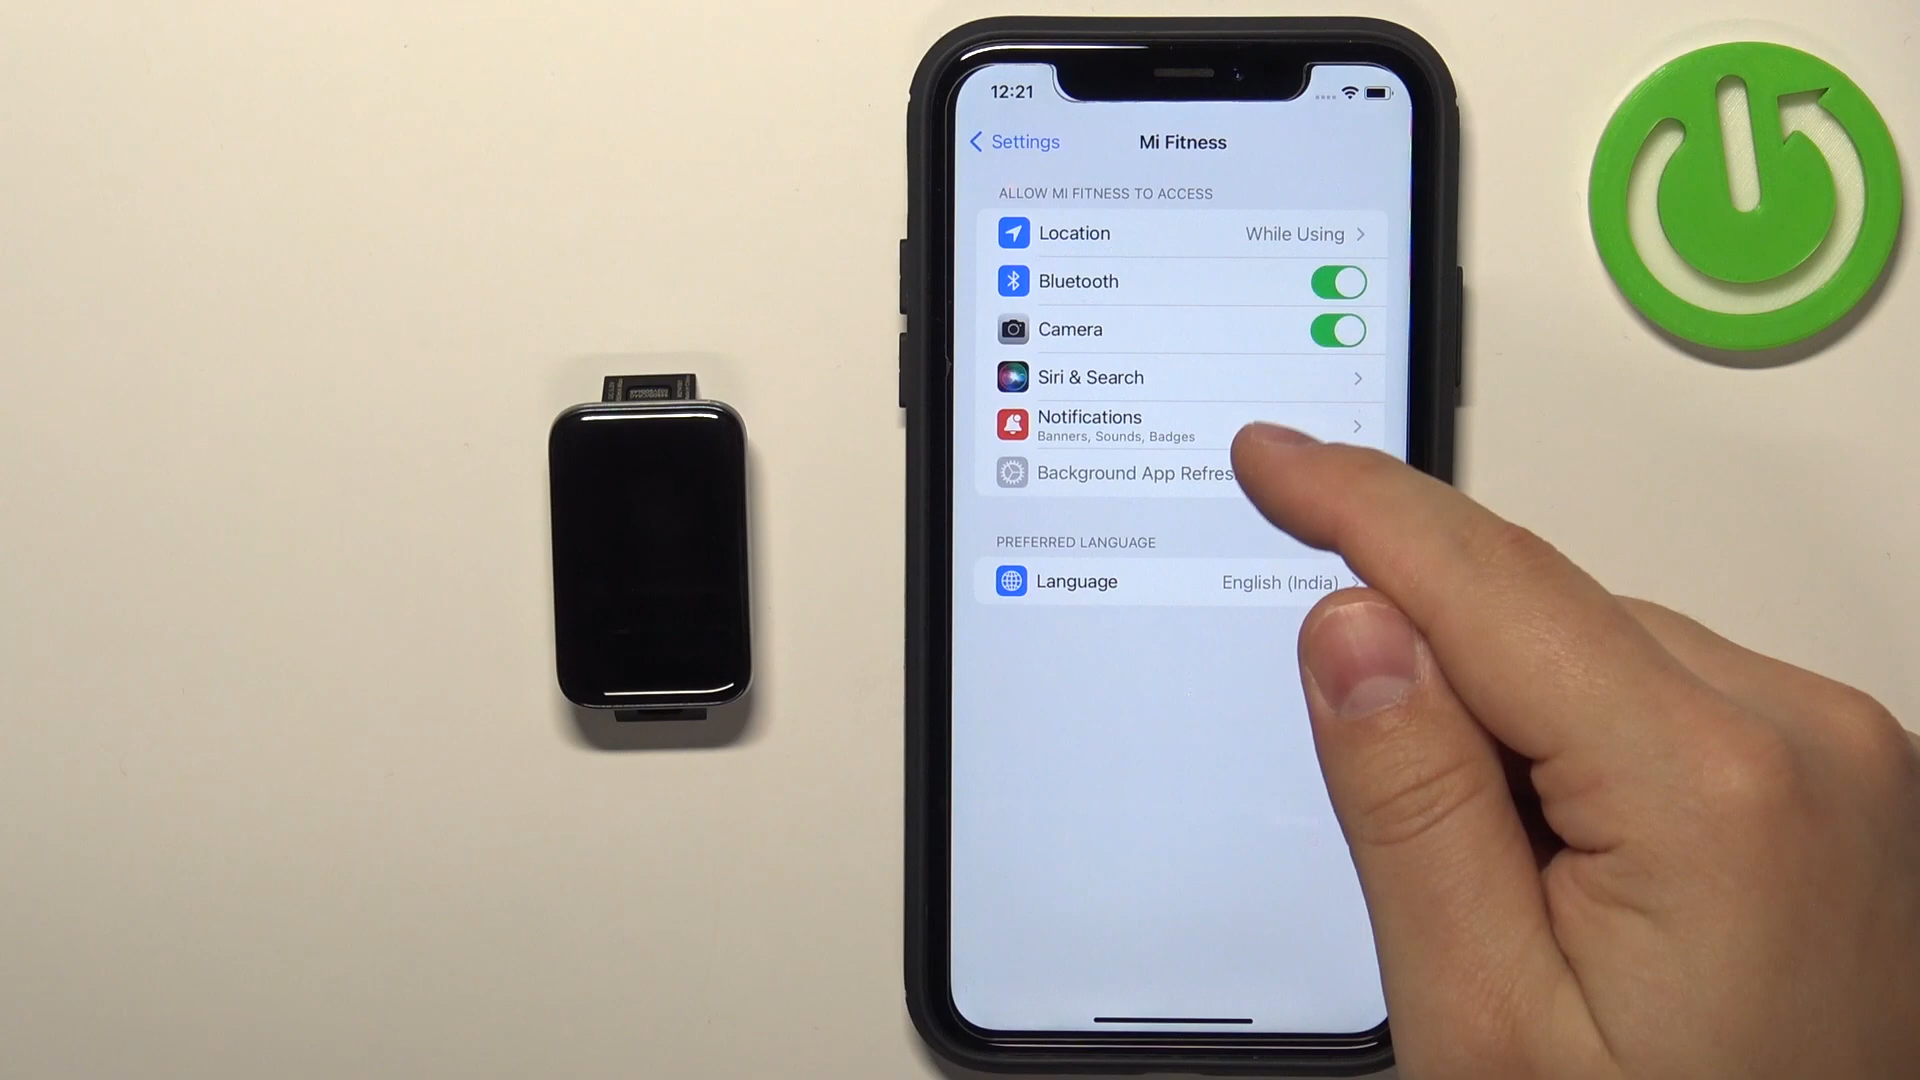 12:21
Settings
Mi Fitness
ALLOW MI FITNESS TO ACCESS
Location While Using
Bluetooth
Camera
Siri & Search
Notifications
Banners, Sounds, Badges
Background App Refres
PREFERRED LANGUAGE
Language English (India)